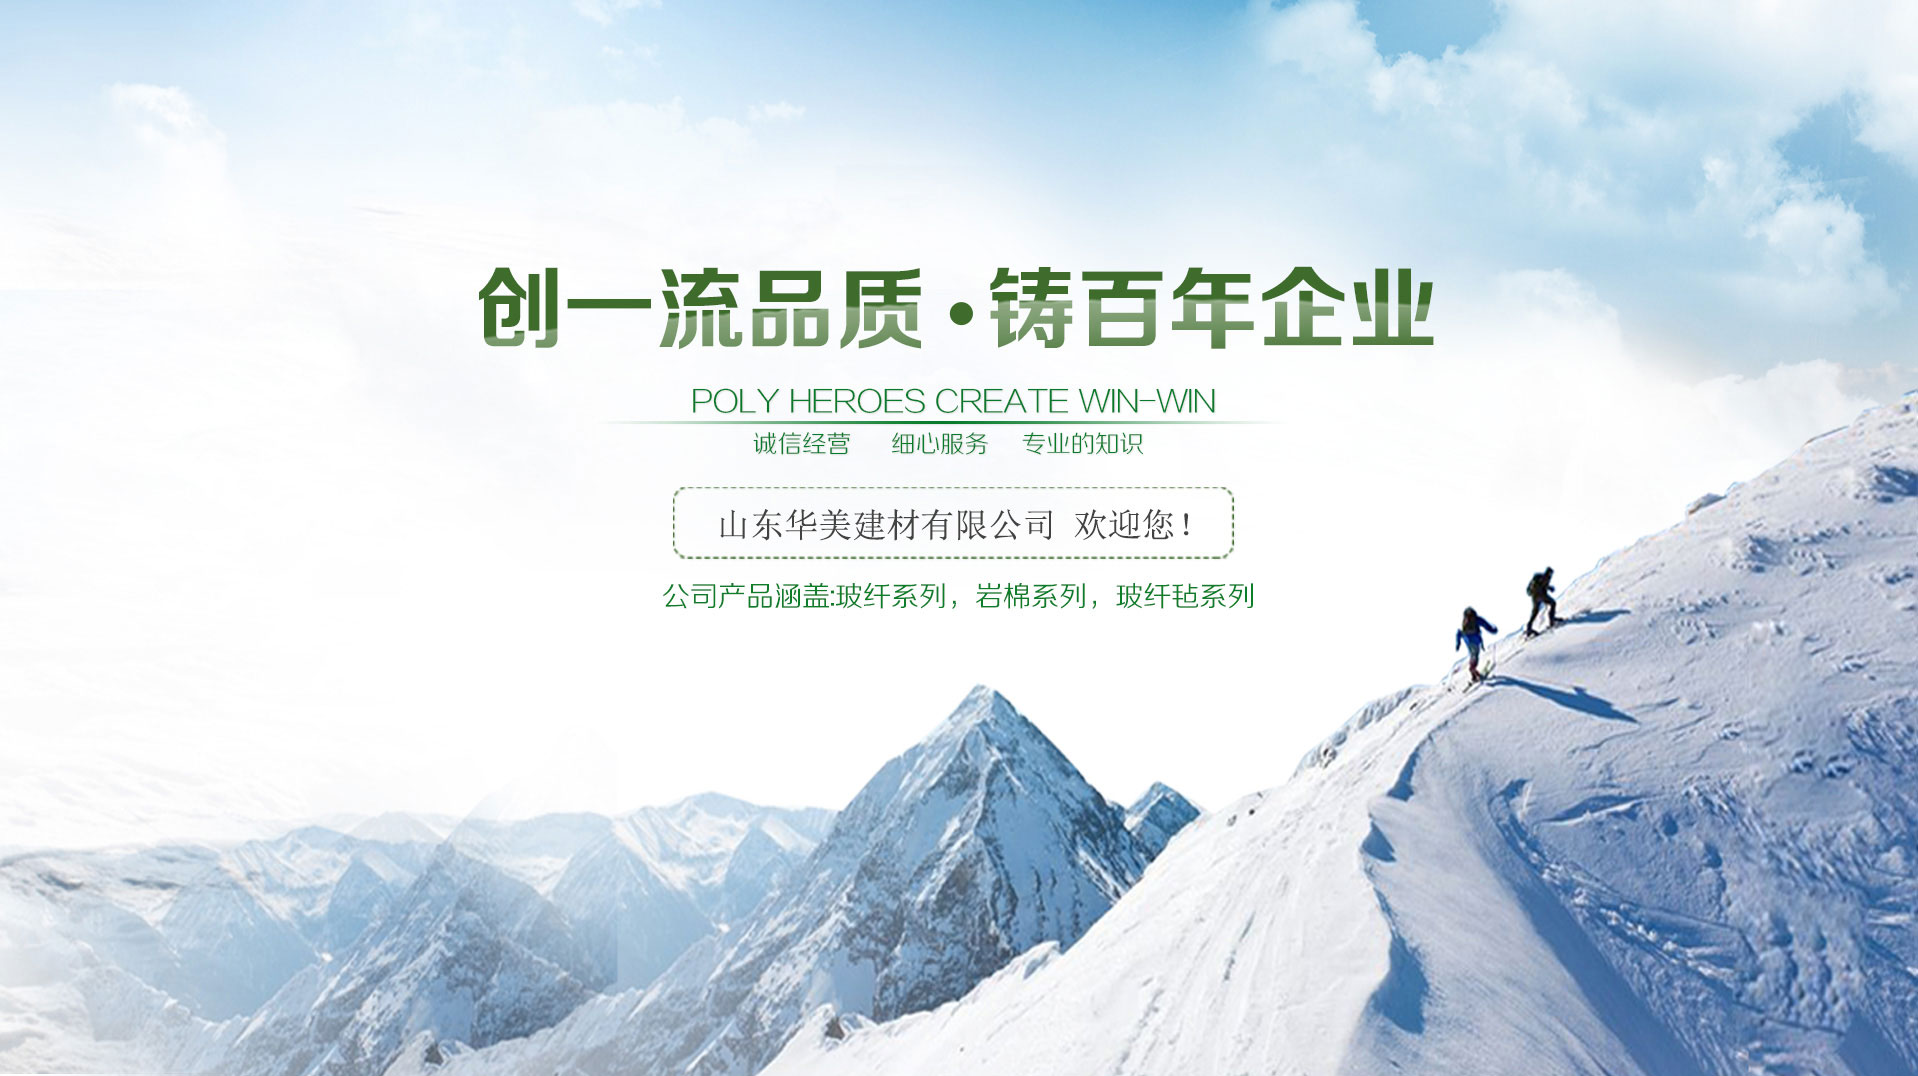 创一流品质·铸百年企业
POLY HEROES CREATE WIN-WIN
诚信经营 细心服务 专业的知识
山东华美建材有限公司 欢迎您!
公司产品涵盖:玻纤系列，岩棉系列，玻纤毡系列